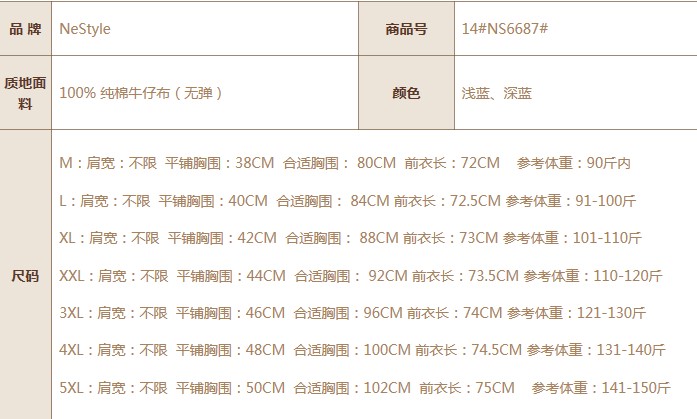 品 牌 NeStyle 商品号 14#NS6687#
质地面料 100% 纯棉牛仔布（无弹） 颜色 浅蓝、深蓝
尺码
M：肩宽：不限 平铺胸围：38CM 合适胸围： 80CM 前衣长：72CM 参考体重：90斤内
L：肩宽：不限 平铺胸围：40CM 合适胸围： 84CM 前衣长：72.5CM 参考体重：91-100斤
XL：肩宽：不限 平铺胸围：42CM 合适胸围： 88CM 前衣长：73CM 参考体重：101-110斤
XXL：肩宽：不限 平铺胸围：44CM 合适胸围： 92CM 前衣长：73.5CM 参考体重：110-120斤
3XL：肩宽：不限 平铺胸围：46CM 合适胸围：96CM 前衣长：74CM 参考体重：121-130斤
4XL：肩宽：不限 平铺胸围：48CM 合适胸围：100CM 前衣长：74.5CM 参考体重：131-140斤
5XL：肩宽：不限 平铺胸围：50CM 合适胸围：102CM 前衣长：75CM 参考体重：141-150斤